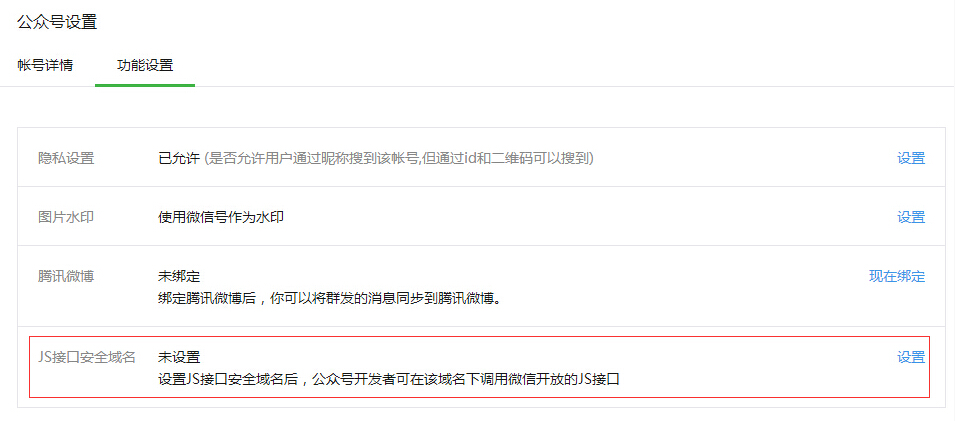 公众号设置
帐号详情 功能设置
隐私设置 已允许 (是否允许用户通过昵称搜到该帐号,但通过id和二维码可以搜到) 设置
图片水印 使用微信号作为水印 设置
腾讯微博 未绑定 现在绑定
绑定腾讯微博后，你可以将群发的消息同步到腾讯微博。
JS接口安全域名 未设置 设置
设置JS接口安全域名后，公众号开发者可在该域名下调用微信开放的JS接口